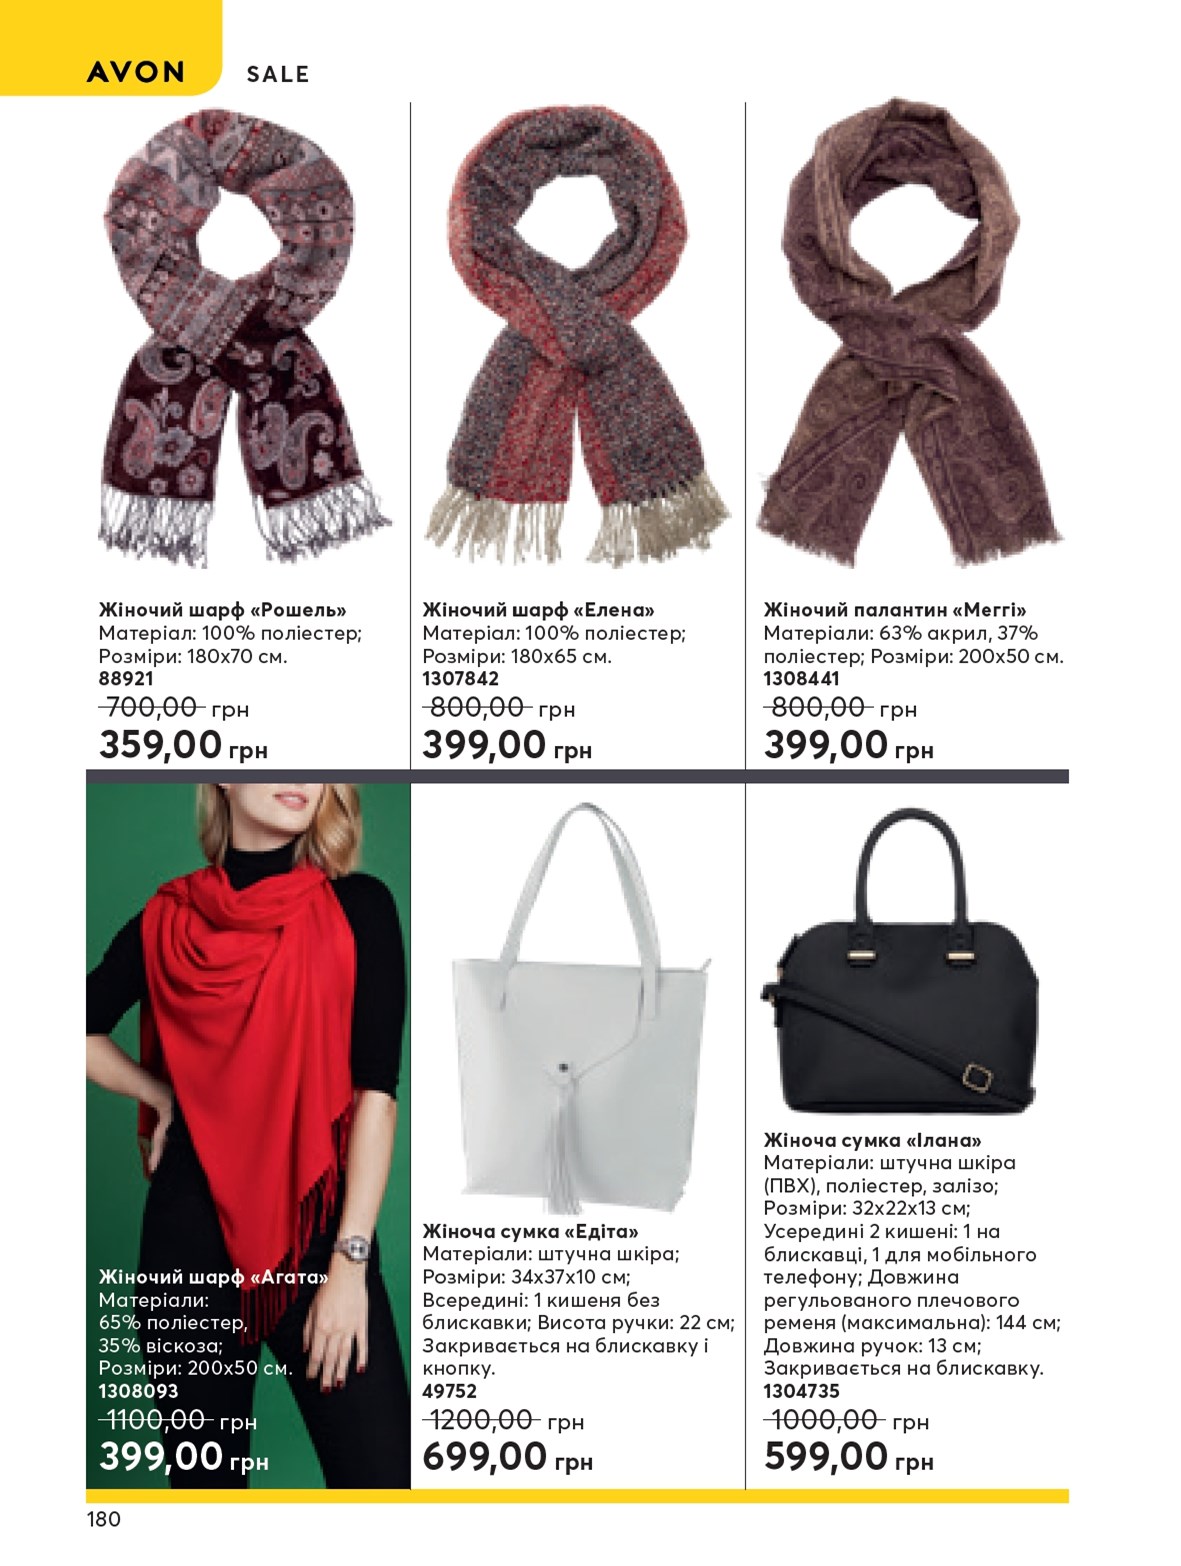 AVON
SALE
Жіночий шарф «Рошель»
Матеріал: 100% поліестер;
Розміри: 180х70 см.
88921
700,00 грн
359,00 грн
Жіночий шарф «Елена»
Матеріал: 100% поліестер;
Розміри: 180х65 см.
1307842
800,00 грн
399,00 грн
Жіночий палантин «Меггі»
Матеріали: 63% акрил, 37%
поліестер; Розміри: 200х50 см.
1308441
800,00 грн
399,00 грн
Жіночий шарф «Агата»
Матеріали:
65% поліестер,
35% віскоза;
Розміри: 200х50 см.
1308093
1100,00 грн
399,00 грн
Жіноча сумка «Едіта»
Матеріали: штучна шкіра;
Розміри: 34х37х10 см;
Всередині: 1 кишеня без
блискавки; Висота ручки: 22 см;
Закривається на блискавку і
кнопку.
49752
1200,00 грн
699,00 грн
Жіноча сумка «Ілана»
Матеріали: штучна шкіра
(ПВХ), поліестер, залізо;
Розміри: 32х22х13 см;
Усередині 2 кишені: 1 на
блискавці, 1 для мобільного
телефону; Довжина
регульованого плечового
ременя (максимальна): 144 см;
Довжина ручок: 13 см;
Закривається на блискавку.
1304735
1000,00 грн
599,00 грн
180